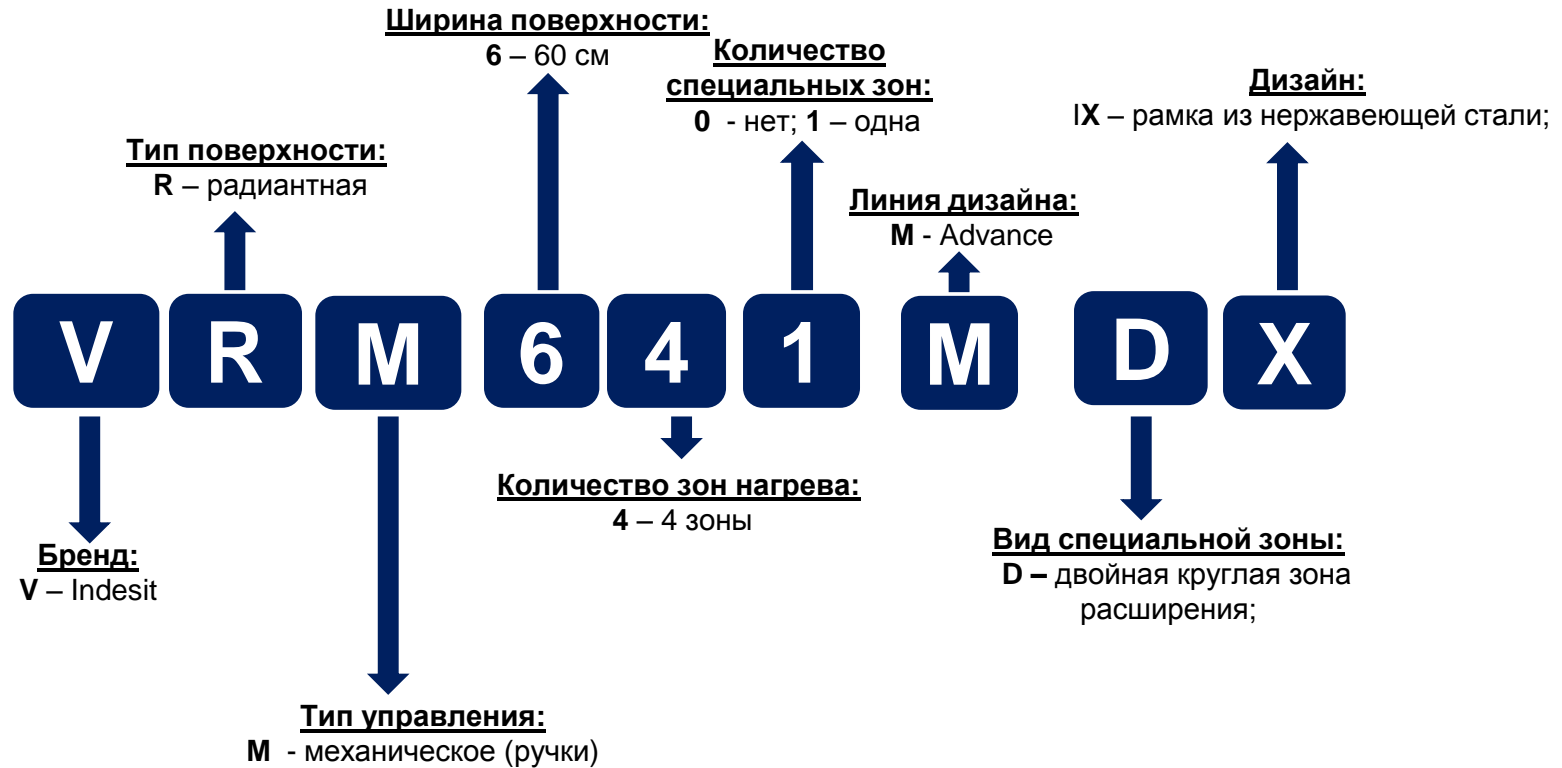 Ширина поверхности:
6 – 60 см
Количество
специальных зон:
0 - нет; 1 – одна
Дизайн:
IX – рамка из нержавеющей стали;
Тип поверхности:
R – радиантная
Линия дизайна:
M - Advance
V R M 6 4 1 M D X
Количество зон нагрева:
4 – 4 зоны
Бренд:
V – Indesit
Вид специальной зоны:
D – двойная круглая зона
расширения;
Тип управления:
M - механическое (ручки)